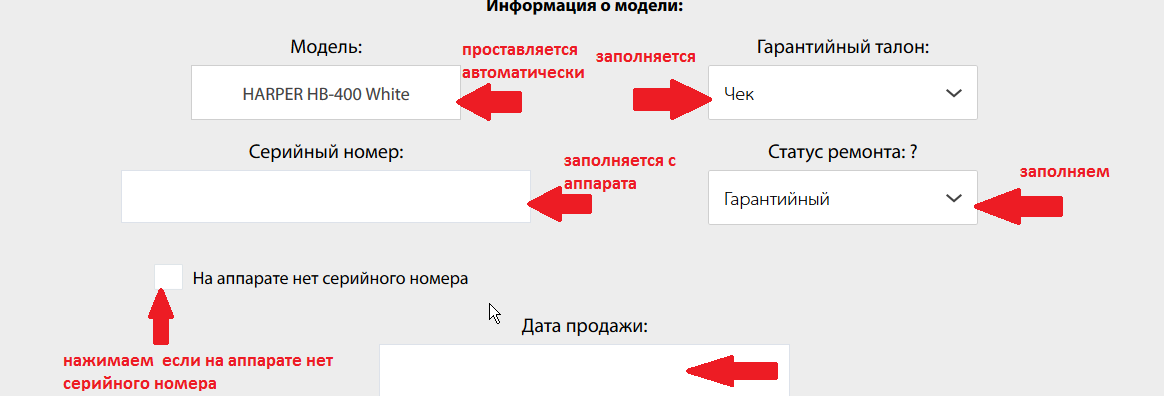 Информация о модели:
Модель:
проставляется
автоматически
заполняется
Гарантийный талон:
HARPER HB-400 White
Чек
Серийный номер:
заполняется с
аппарата
Статус ремонта: ?
заполняем
Гарантийный
На аппарате нет серийного номера
Дата продажи:
нажимаем если на аппарате нет
серийного номера